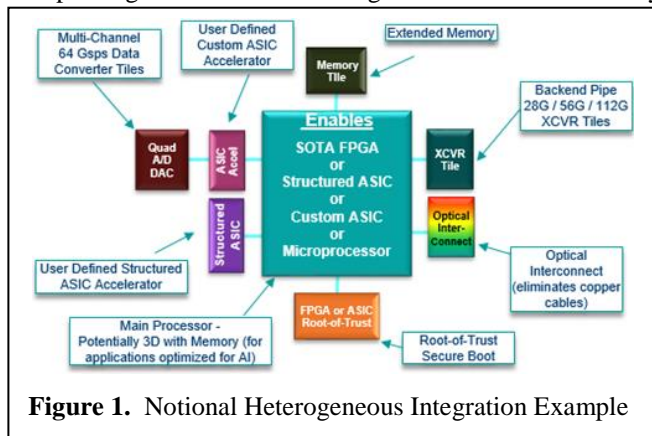 Multi-Channel
64 Gsps Data
Converter Tiles
User Defined
Custom ASIC
Accelerator
Memory
TIle
Extended Memory
Backend Pipe
28G / 56G / 112G
XCVR Tiles
Quad
A/D
DAC
ASIC
Accel
Enables
SOTA FPGA
or
Structured ASIC
or
Custom ASIC
or
Microprocessor
XCVR
Tile
Structured
ASIC
Optical
Inter-
Connect
User Defined Structured
ASIC Accelerator
Optical
Interconnect
(eliminates copper
cables)
Main Processor -
Potentially 3D with Memory (for
applications optimized for AI)
FPGA or ASIC
Root-of-Trust
Root-of-Trust
Secure Boot
Figure 1. Notional Heterogeneous Integration Example